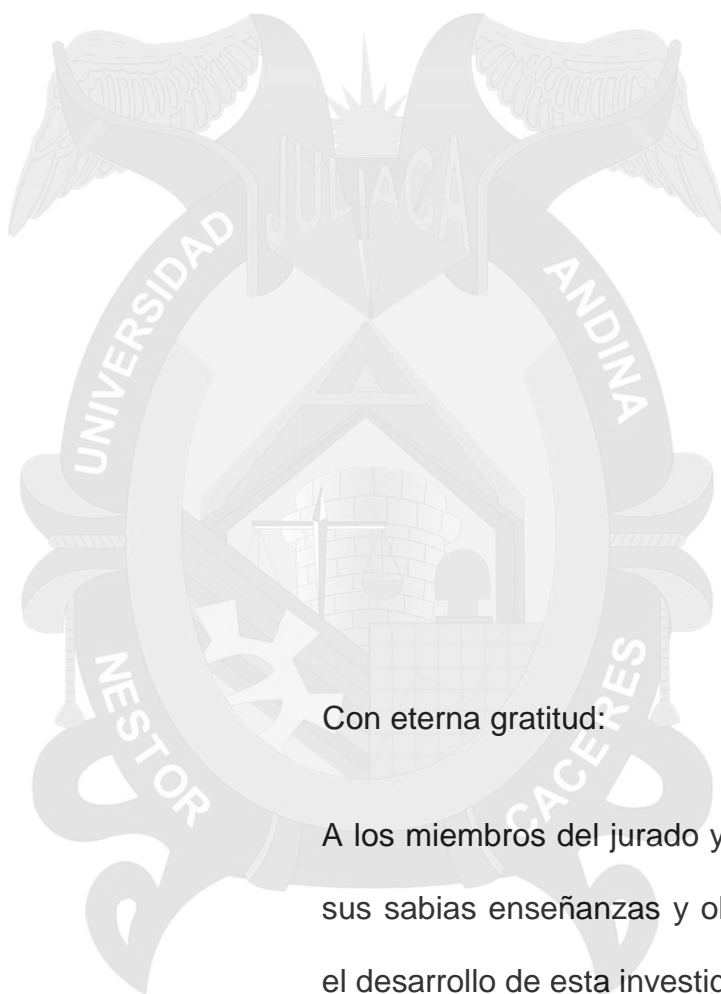 JULIACA
UNIVERSIDAD
ANDINA
NESTOR
CACERES
Con eterna gratitud:
A los miembros del jurado y
sus sabias enseñanzas y
el desarrollo de esta